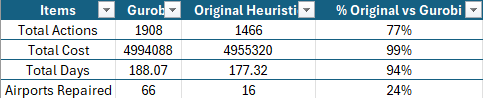 Items Gurob Original Heuristi % Original vs Gurobi
Total Actions 1908 1466 77%
Total Cost 4994088 4955320 99%
Total Days 188.07 177.32 94%
Airports Repaired 66 16 24%